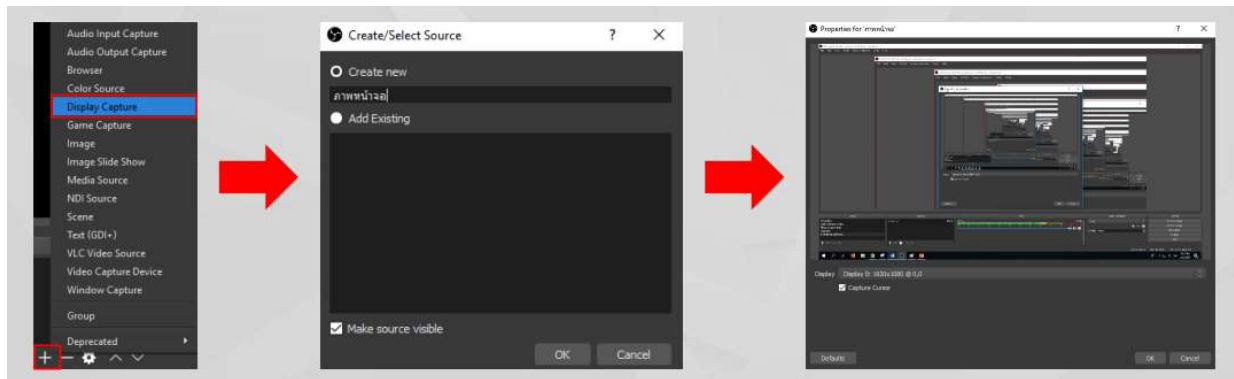 Audio Input Capture
Audio Output Capture
Browser
Color Source
Display Capture
Game Capture
Image
Image Slide Show
Media Source
NDI Source
Scene
Text (GDI+)
VLC Video Source
Video Capture Device
Window Capture
Group
Deprecated
Create/Select Source
Create new
ภาพหน้าจอ
Add Existing
Make source visible
OK Cancel
Properties for 'ภาพหน้าจอ'
Display Display 0: 1920x1080 @ 0,0
Capture Cursor
Defaults OK Cancel